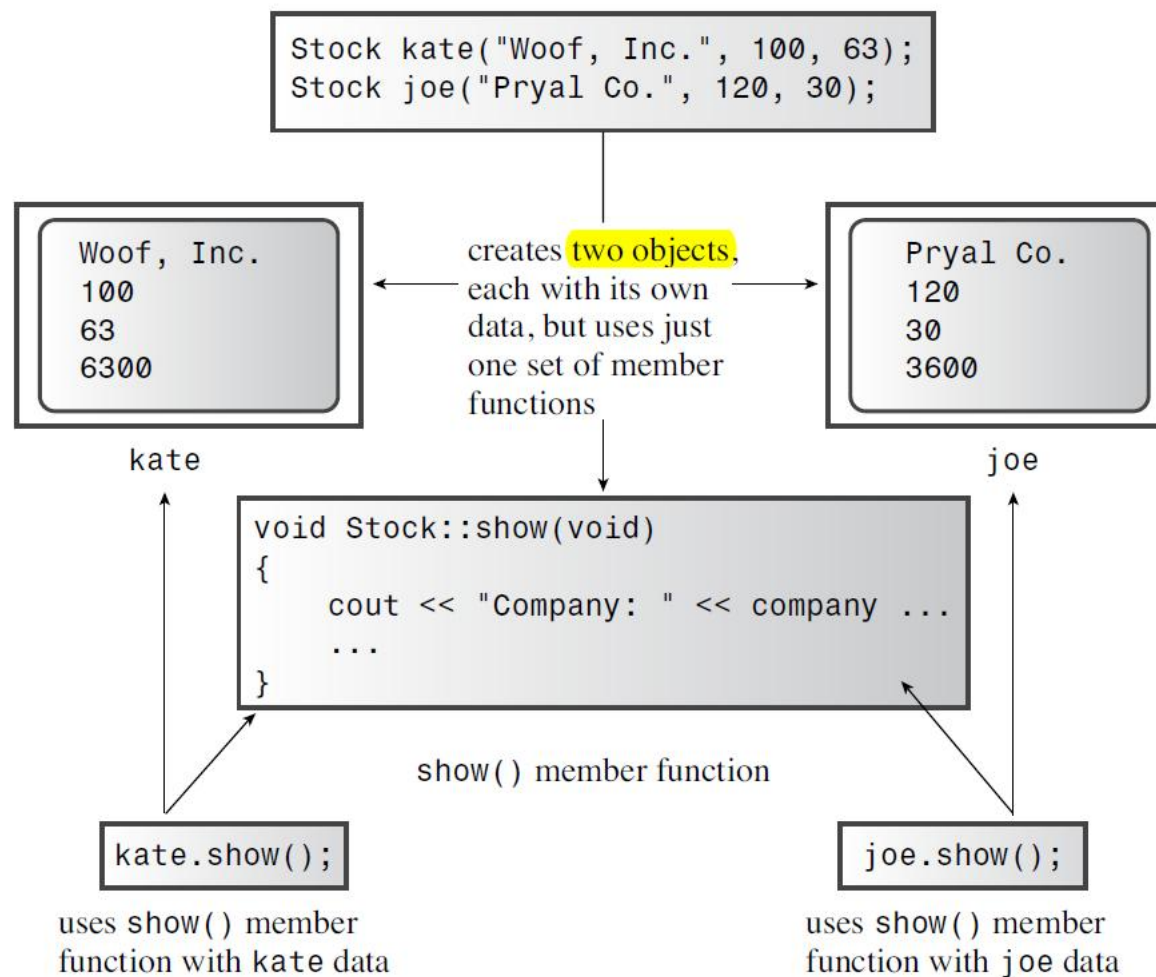 Stock kate("Woof, Inc.", 100, 63);
Stock joe("Pryal Co.", 120, 30);
Woof, Inc.
100
63
6300
kate
creates two objects,
each with its own
data, but uses just
one set of member
functions
Pryal Co.
120
30
3600
joe
void Stock::show(void)
{
    cout << "Company: " << company ...
    ...
}
show() member function
kate.show();
uses show() member
function with kate data
joe.show();
uses show() member
function with joe data